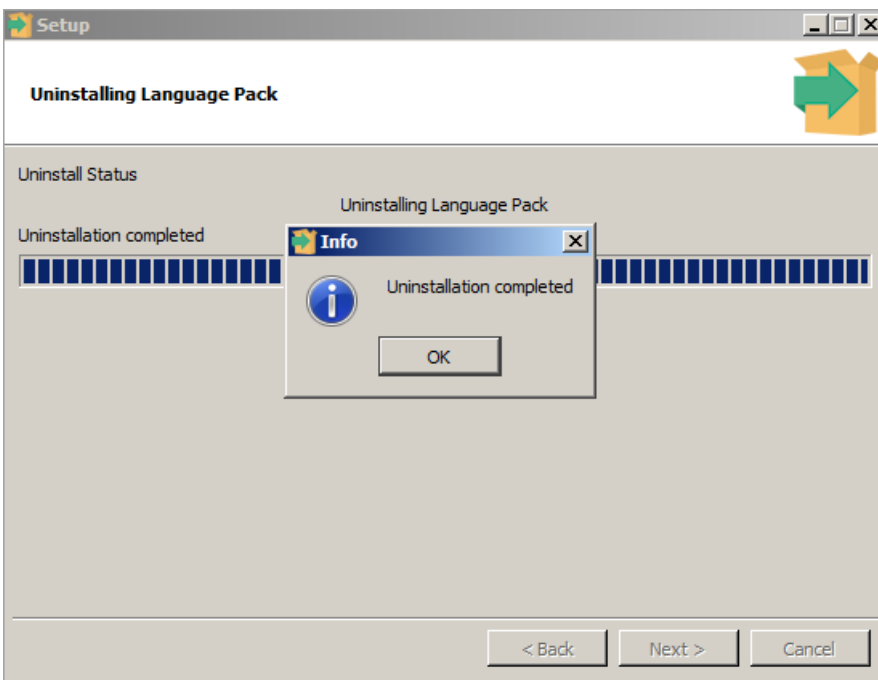 Setup
Uninstalling Language Pack
Uninstall Status
Uninstalling Language Pack
Uninstallation completed
Info
Uninstallation completed
OK
< Back
Next >
Cancel